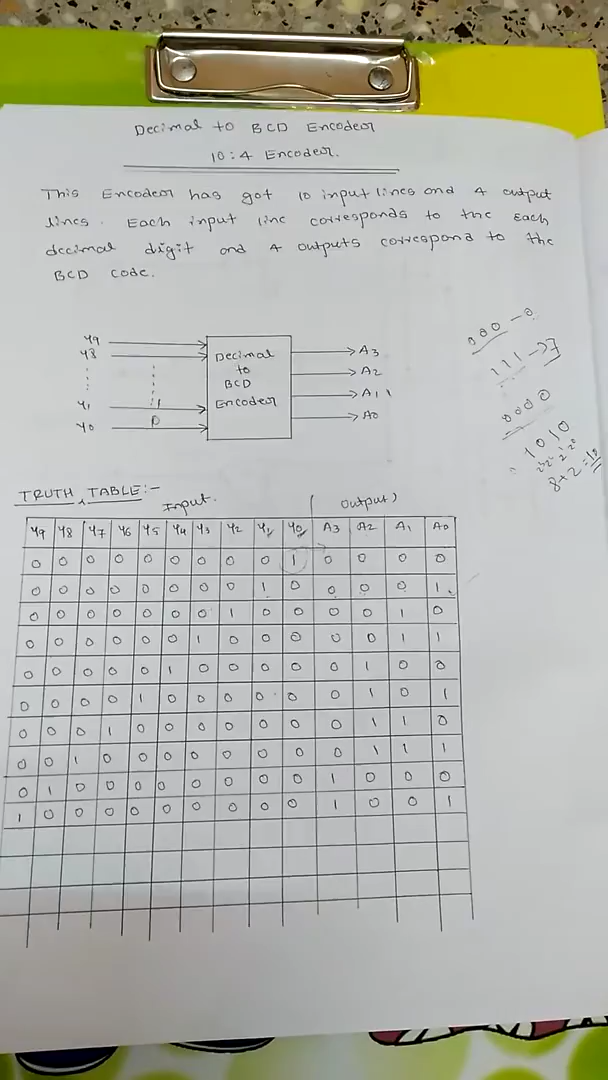 Decimal to BCD Encoder
10:4 Encoder.
This Encoder has got 10 input lines and 4 output
lines. Each input line corresponds to the Each
decimal digit and 4 outputs correspond to the
BCD code.
Y9
Y8
Y1
Y0
Decimal
to
BCD
Encoder
A3
A2
A1
A0
000-0
111->7
0000
1010
2³2²2¹2⁰
8+2=10
TRUTH TABLE:-
Input. (Output)
Y9 Y8 Y7 Y6 Y5 Y4 Y3 Y2 Y1 Y0 A3 A2 A1 A0
0 0 0 0 0 0 0 0 0 1 0 0 0 0
0 0 0 0 0 0 0 0 1 0 0 0 0 1
0 0 0 0 0 0 0 1 0 0 0 0 1 0
0 0 0 0 0 0 1 0 0 0 0 0 1 1
0 0 0 0 0 1 0 0 0 0 0 1 0 0
0 0 0 0 1 0 0 0 0 0 0 1 0 1
0 0 0 1 0 0 0 0 0 0 0 1 1 0
0 0 1 0 0 0 0 0 0 0 0 1 1 1
0 1 0 0 0 0 0 0 0 0 1 0 0 0
1 0 0 0 0 0 0 0 0 0 1 0 0 1